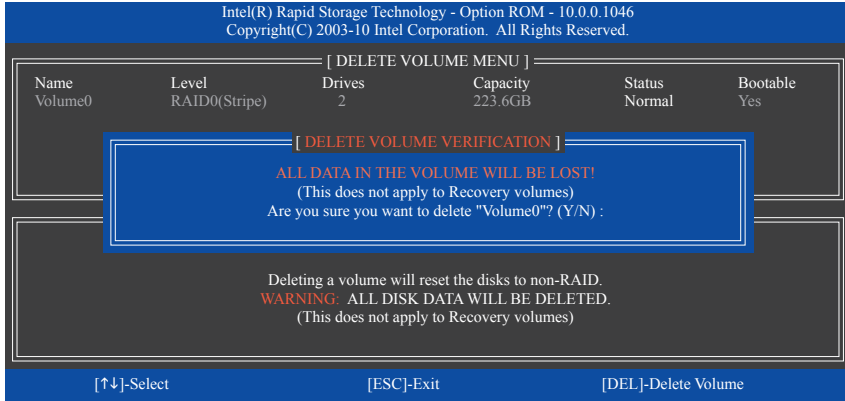 Intel(R) Rapid Storage Technology - Option ROM - 10.0.0.1046
Copyright(C) 2003-10 Intel Corporation. All Rights Reserved.
[ DELETE VOLUME MENU ]
Name Level Drives Capacity Status Bootable
Volume0 RAID0(Stripe) 2 223.6GB Normal Yes
[ DELETE VOLUME VERIFICATION ]
ALL DATA IN THE VOLUME WILL BE LOST!
(This does not apply to Recovery volumes)
Are you sure you want to delete "Volume0"? (Y/N) :
Deleting a volume will reset the disks to non-RAID.
WARNING: ALL DISK DATA WILL BE DELETED.
(This does not apply to Recovery volumes)
[↑↓]-Select [ESC]-Exit [DEL]-Delete Volume